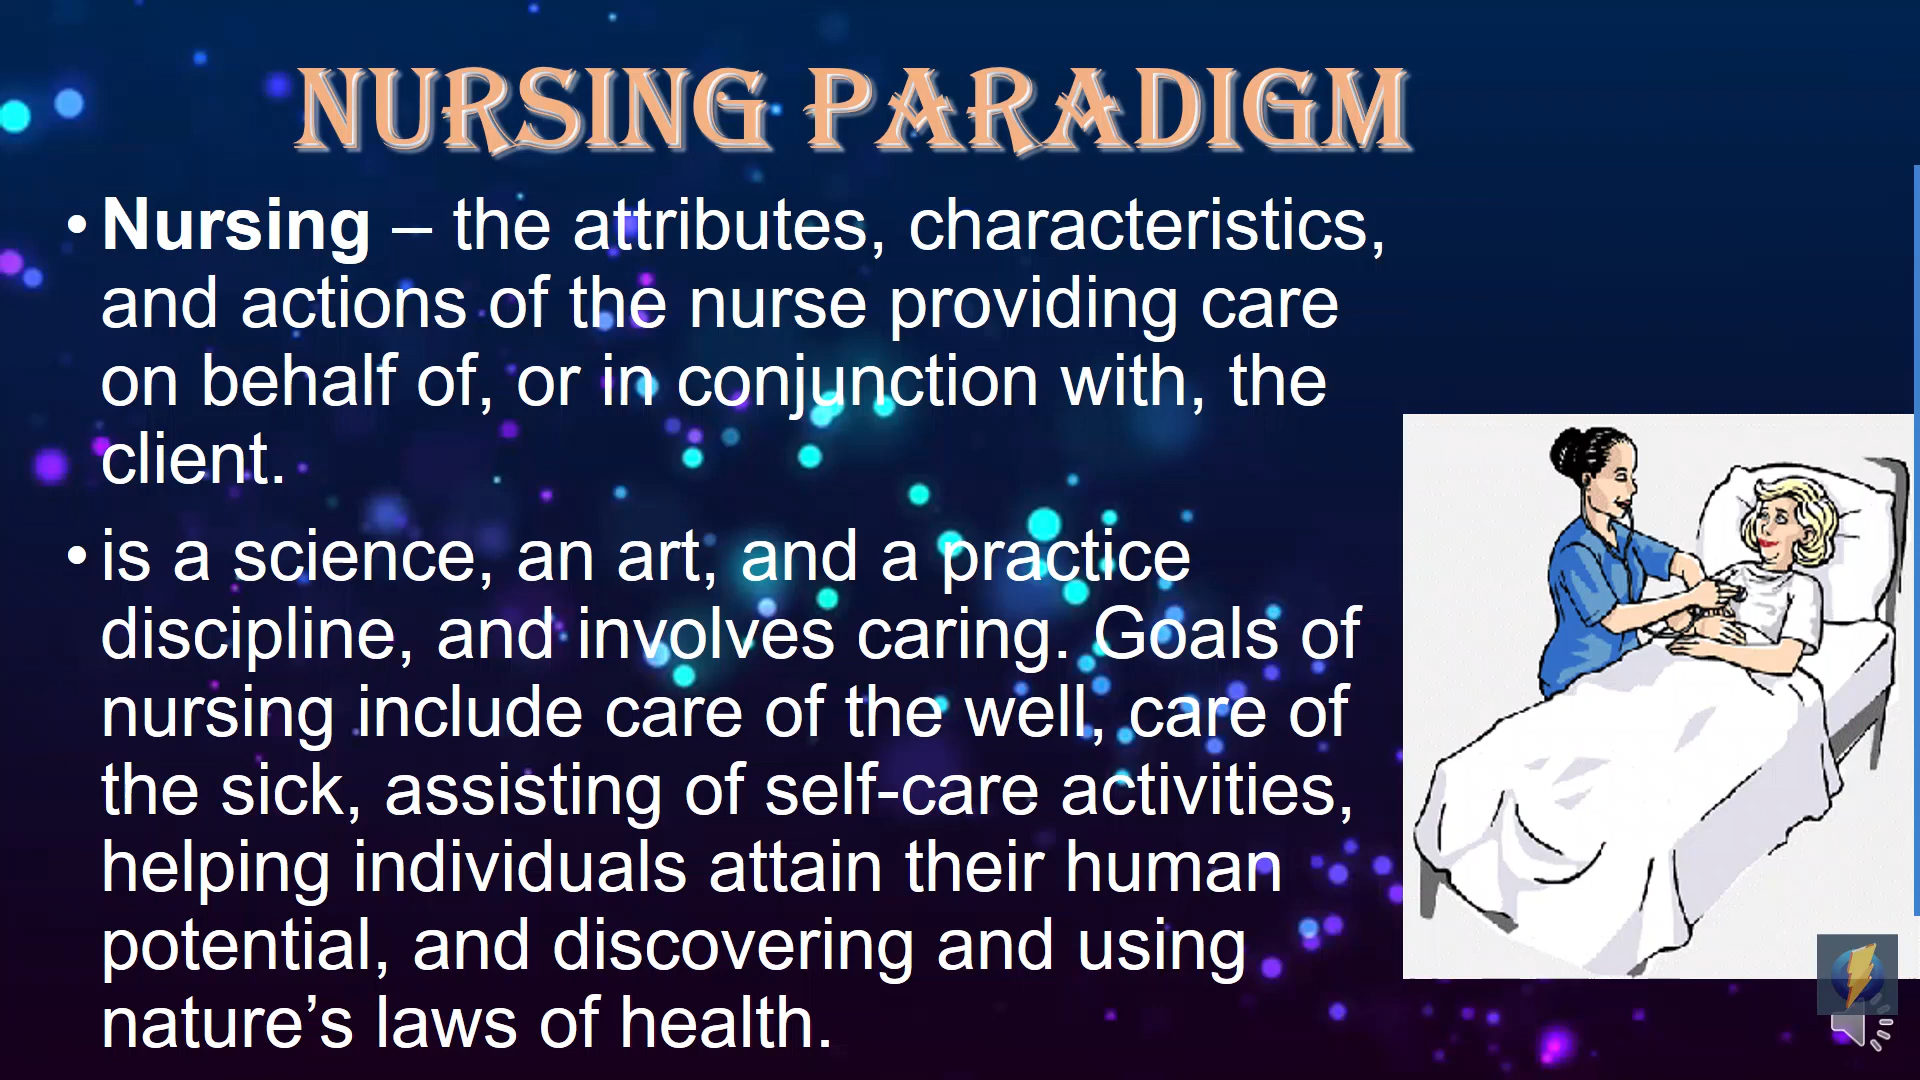 NURSING PARADIGM
• Nursing – the attributes, characteristics,
and actions of the nurse providing care
on behalf of, or in conjunction with, the
client.
• is a science, an art, and a practice
discipline, and involves caring. Goals of
nursing include care of the well, care of
the sick, assisting of self-care activities,
helping individuals attain their human
potential, and discovering and using
nature’s laws of health.